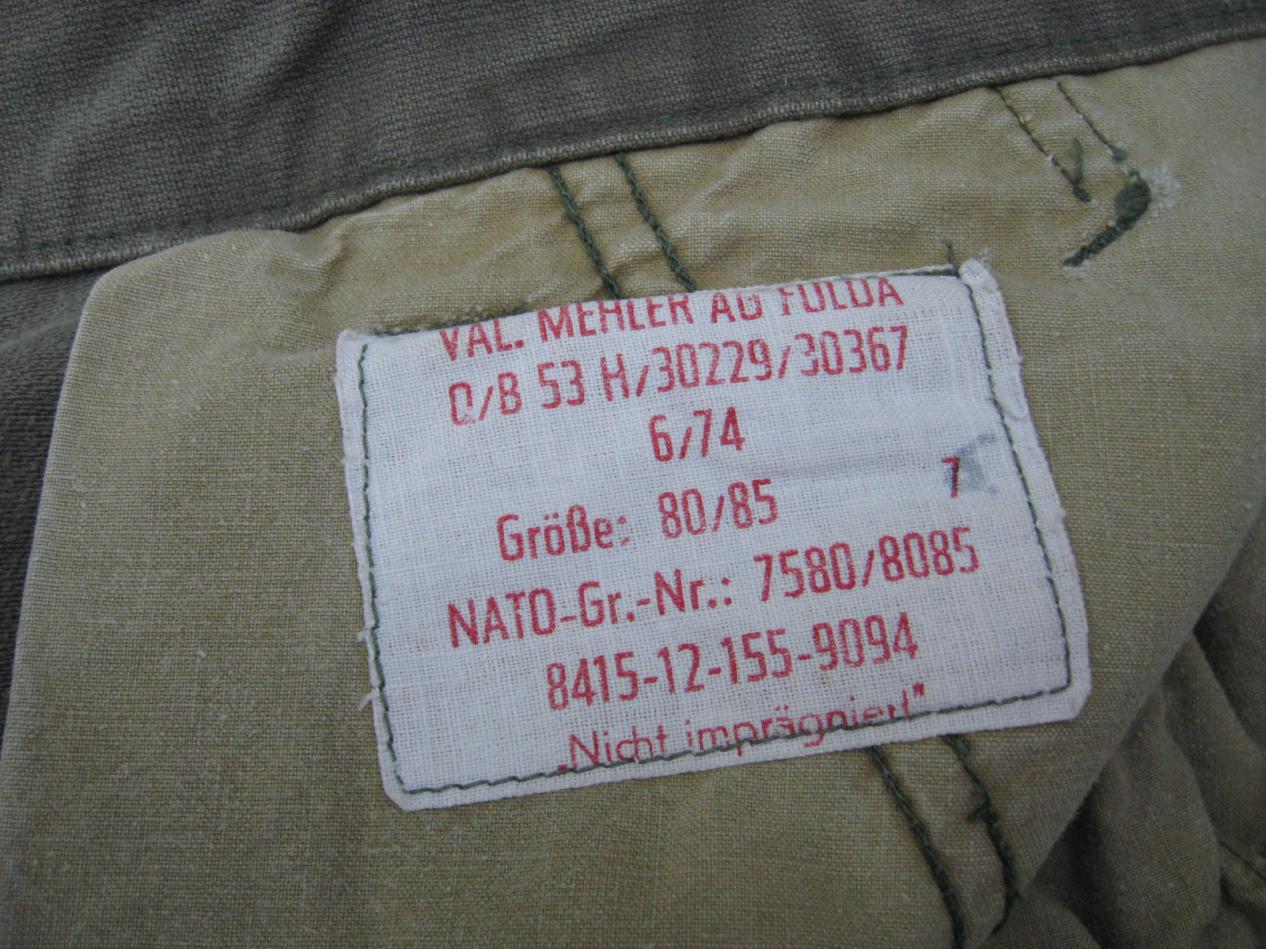 VAL. MEHLER AG FULDA
Q/B 53 H/30229/30367
6/74
7
Größe: 80/85
NATO-Gr.-Nr.: 7580/8085
8415-12-155-9094
„Nicht imprägniert"